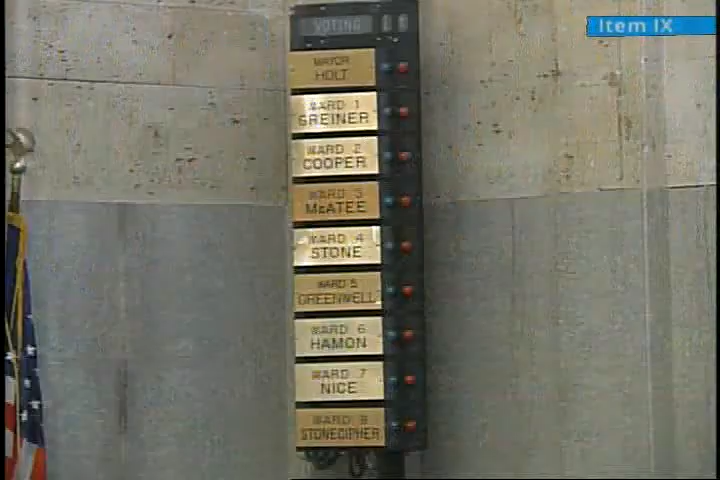 Item IX
VOTING
MAYOR
HOLT
WARD 1
GREINER
WARD 2
COOPER
WARD 3
McATEE
WARD 4
STONE
WARD 5
GREENWELL
WARD 6
HAMON
WARD 7
NICE
WARD 8
STONECIPHER